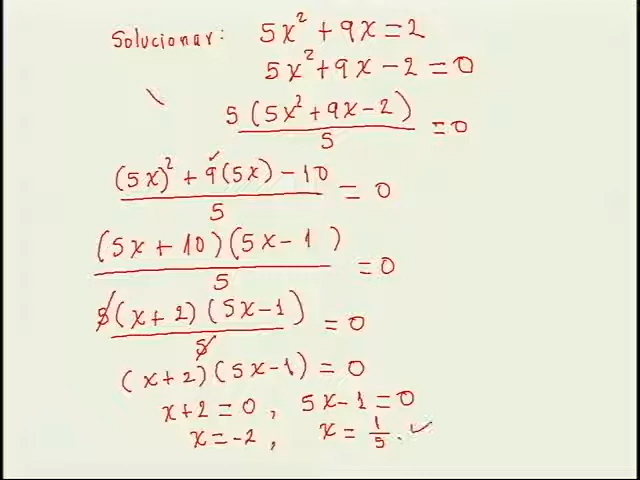 Solucionar: 5x² + 9x = 2
5x² + 9x - 2 = 0
5(5x² + 9x - 2) / 5 = 0
(5x)² + 9(5x) - 10 / 5 = 0
(5x + 10)(5x - 1) / 5 = 0
5(x + 2)(5x - 1) / 5 = 0
(x + 2)(5x - 1) = 0
x + 2 = 0, 5x - 1 = 0
x = -2, x = 1/5. ✓